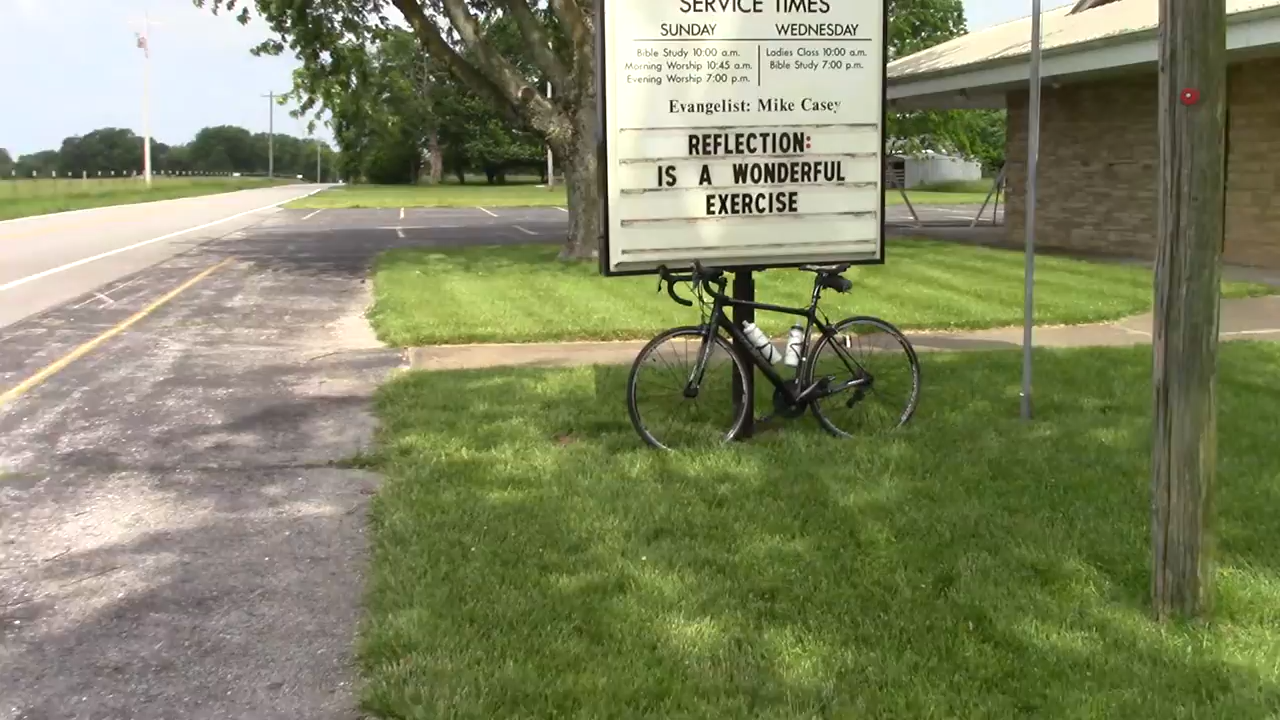 SERVICE TIMES
SUNDAY WEDNESDAY
Bible Study 10:00 a.m. Ladies Class 10:00 a.m.
Morning Worship 10:45 a.m. Bible Study 7:00 p.m.
Evening Worship 7:00 p.m.
Evangelist: Mike Casey
REFLECTION:
IS A WONDERFUL
EXERCISE